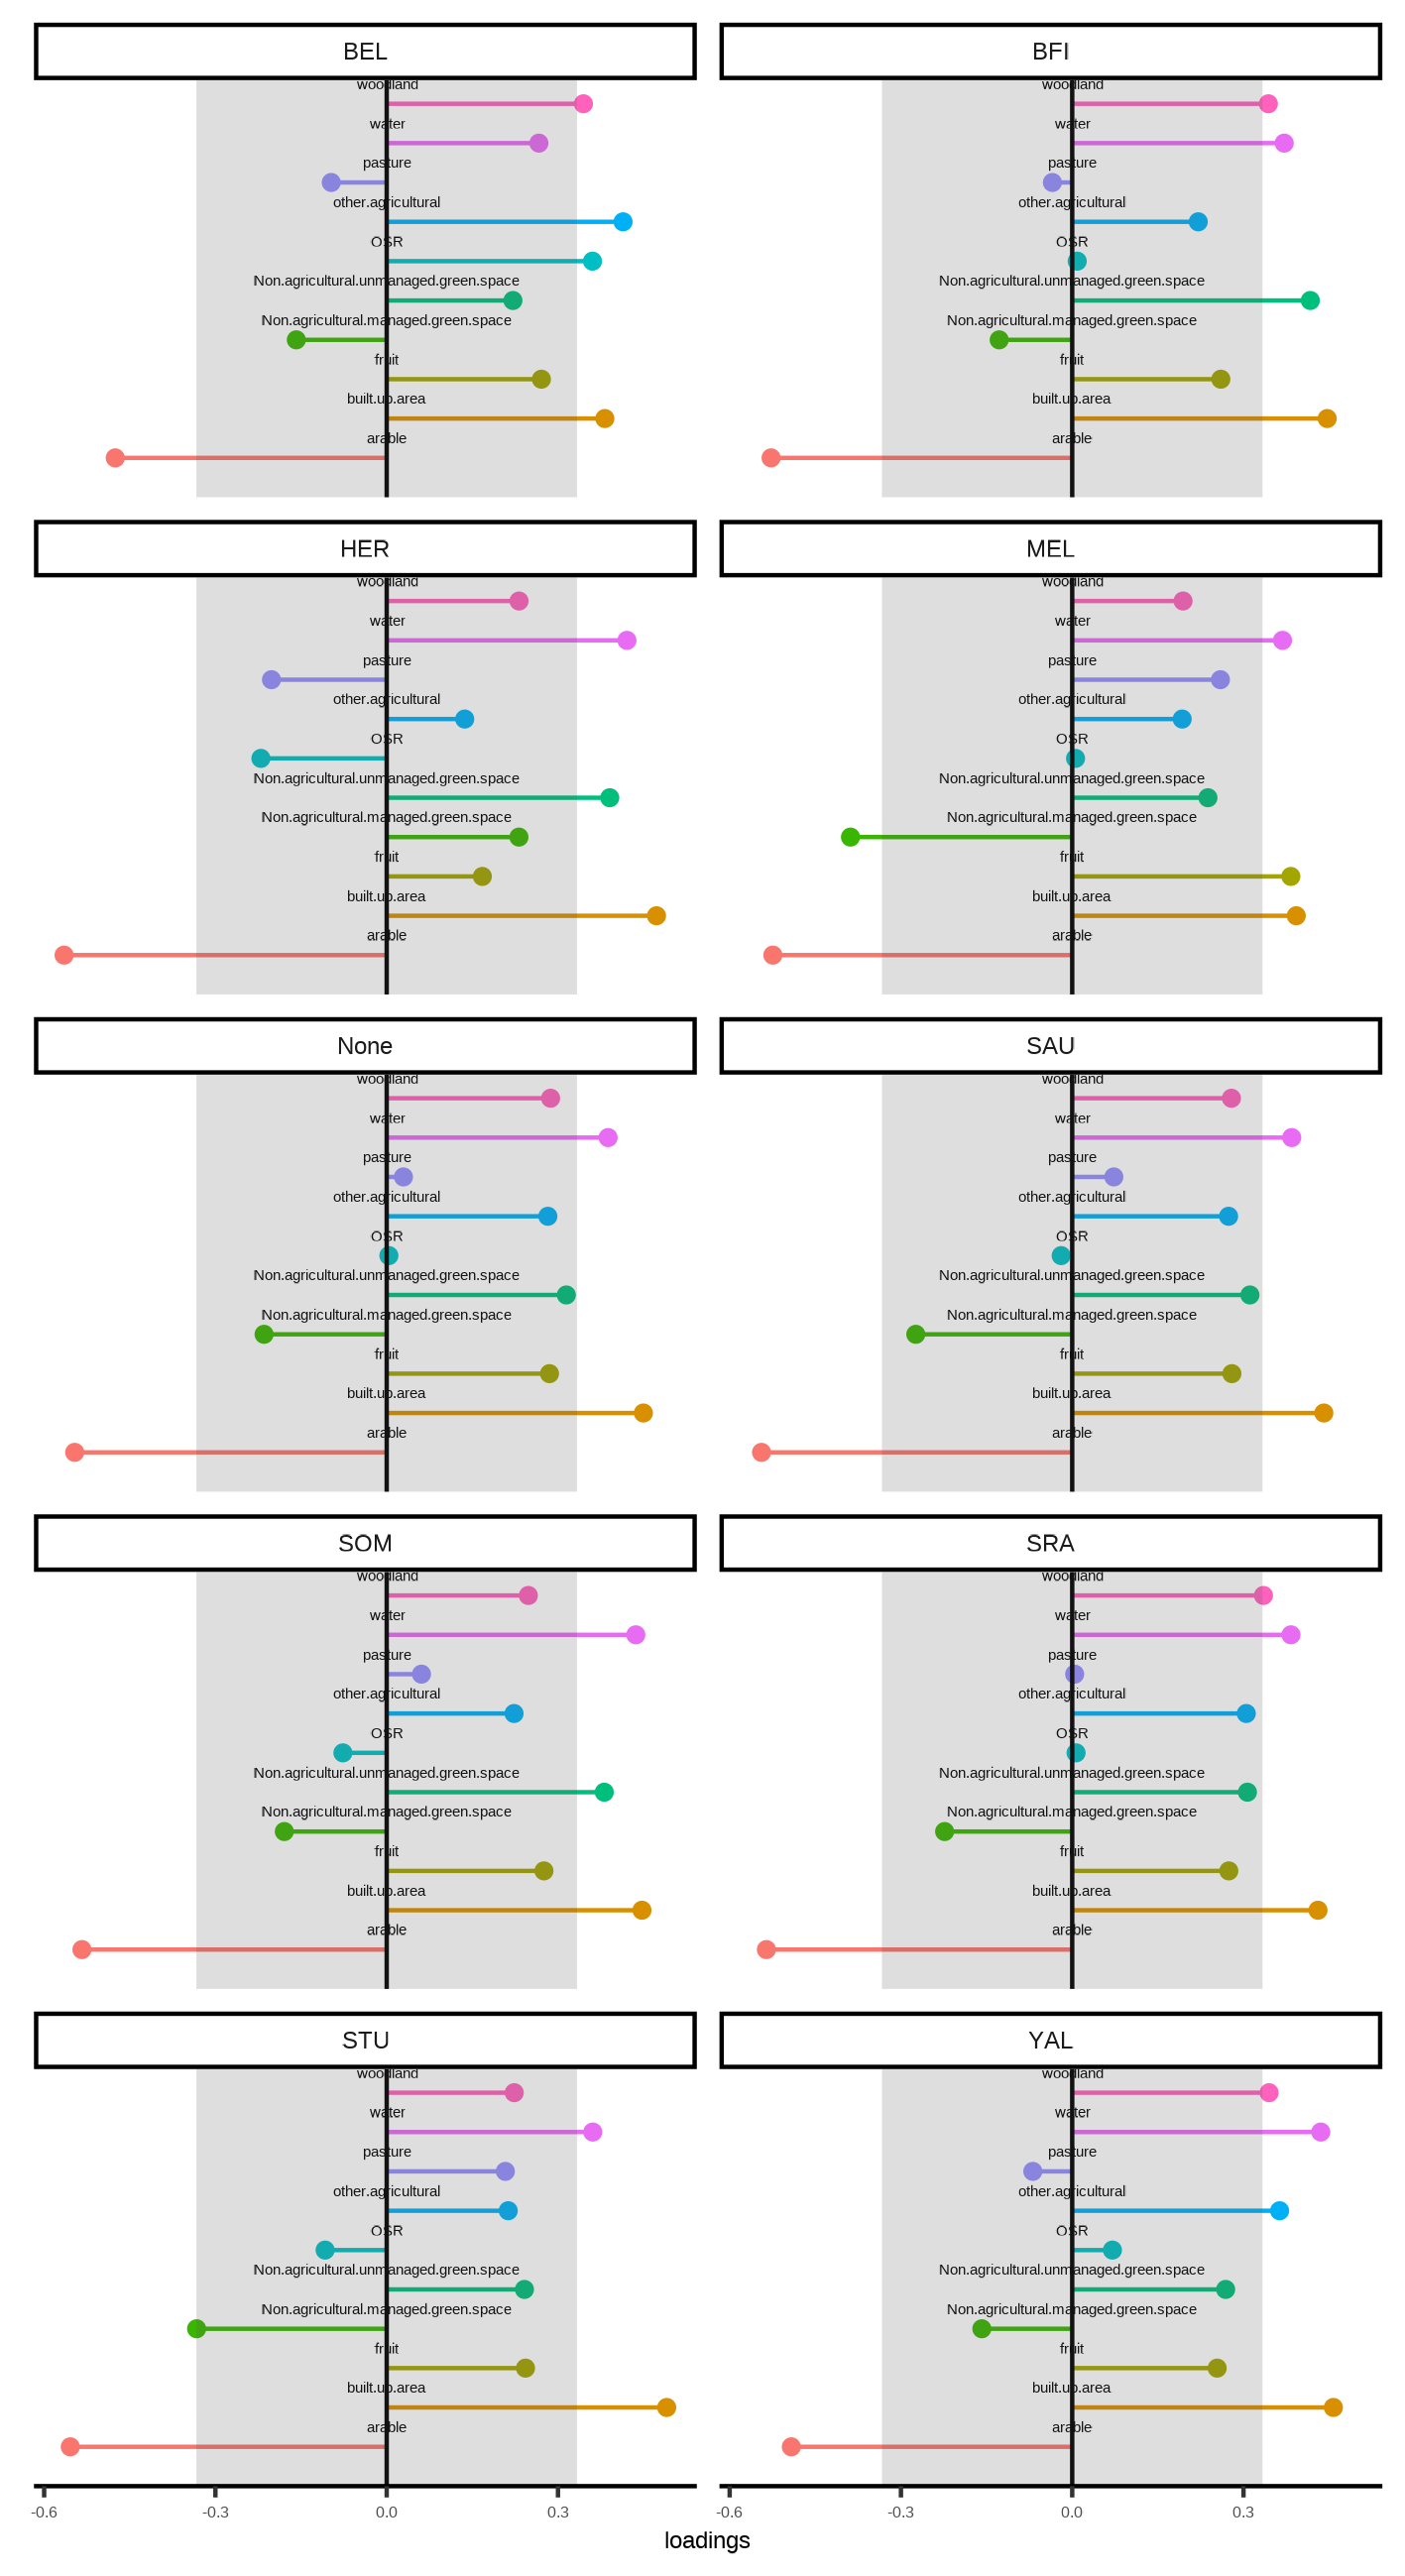 BEL
woodland
water
pasture
other.agricultural
OSR
Non.agricultural.unmanaged.green.space
Non.agricultural.managed.green.space
fruit
built.up.area
arable
BFI
woodland
water
pasture
other.agricultural
OSR
Non.agricultural.unmanaged.green.space
Non.agricultural.managed.green.space
fruit
built.up.area
arable
HER
woodland
water
pasture
other.agricultural
OSR
Non.agricultural.unmanaged.green.space
Non.agricultural.managed.green.space
fruit
built.up.area
arable
MEL
woodland
water
pasture
other.agricultural
OSR
Non.agricultural.unmanaged.green.space
Non.agricultural.managed.green.space
fruit
built.up.area
arable
None
woodland
water
pasture
other.agricultural
OSR
Non.agricultural.unmanaged.green.space
Non.agricultural.managed.green.space
fruit
built.up.area
arable
SAU
woodland
water
pasture
other.agricultural
OSR
Non.agricultural.unmanaged.green.space
Non.agricultural.managed.green.space
fruit
built.up.area
arable
SOM
woodland
water
pasture
other.agricultural
OSR
Non.agricultural.unmanaged.green.space
Non.agricultural.managed.green.space
fruit
built.up.area
arable
SRA
woodland
water
pasture
other.agricultural
OSR
Non.agricultural.unmanaged.green.space
Non.agricultural.managed.green.space
fruit
built.up.area
arable
STU
woodland
water
pasture
other.agricultural
OSR
Non.agricultural.unmanaged.green.space
Non.agricultural.managed.green.space
fruit
built.up.area
arable
YAL
woodland
water
pasture
other.agricultural
OSR
Non.agricultural.unmanaged.green.space
Non.agricultural.managed.green.space
fruit
built.up.area
arable
-0.6 -0.3 0.0 0.3
-0.6 -0.3 0.0 0.3
loadings